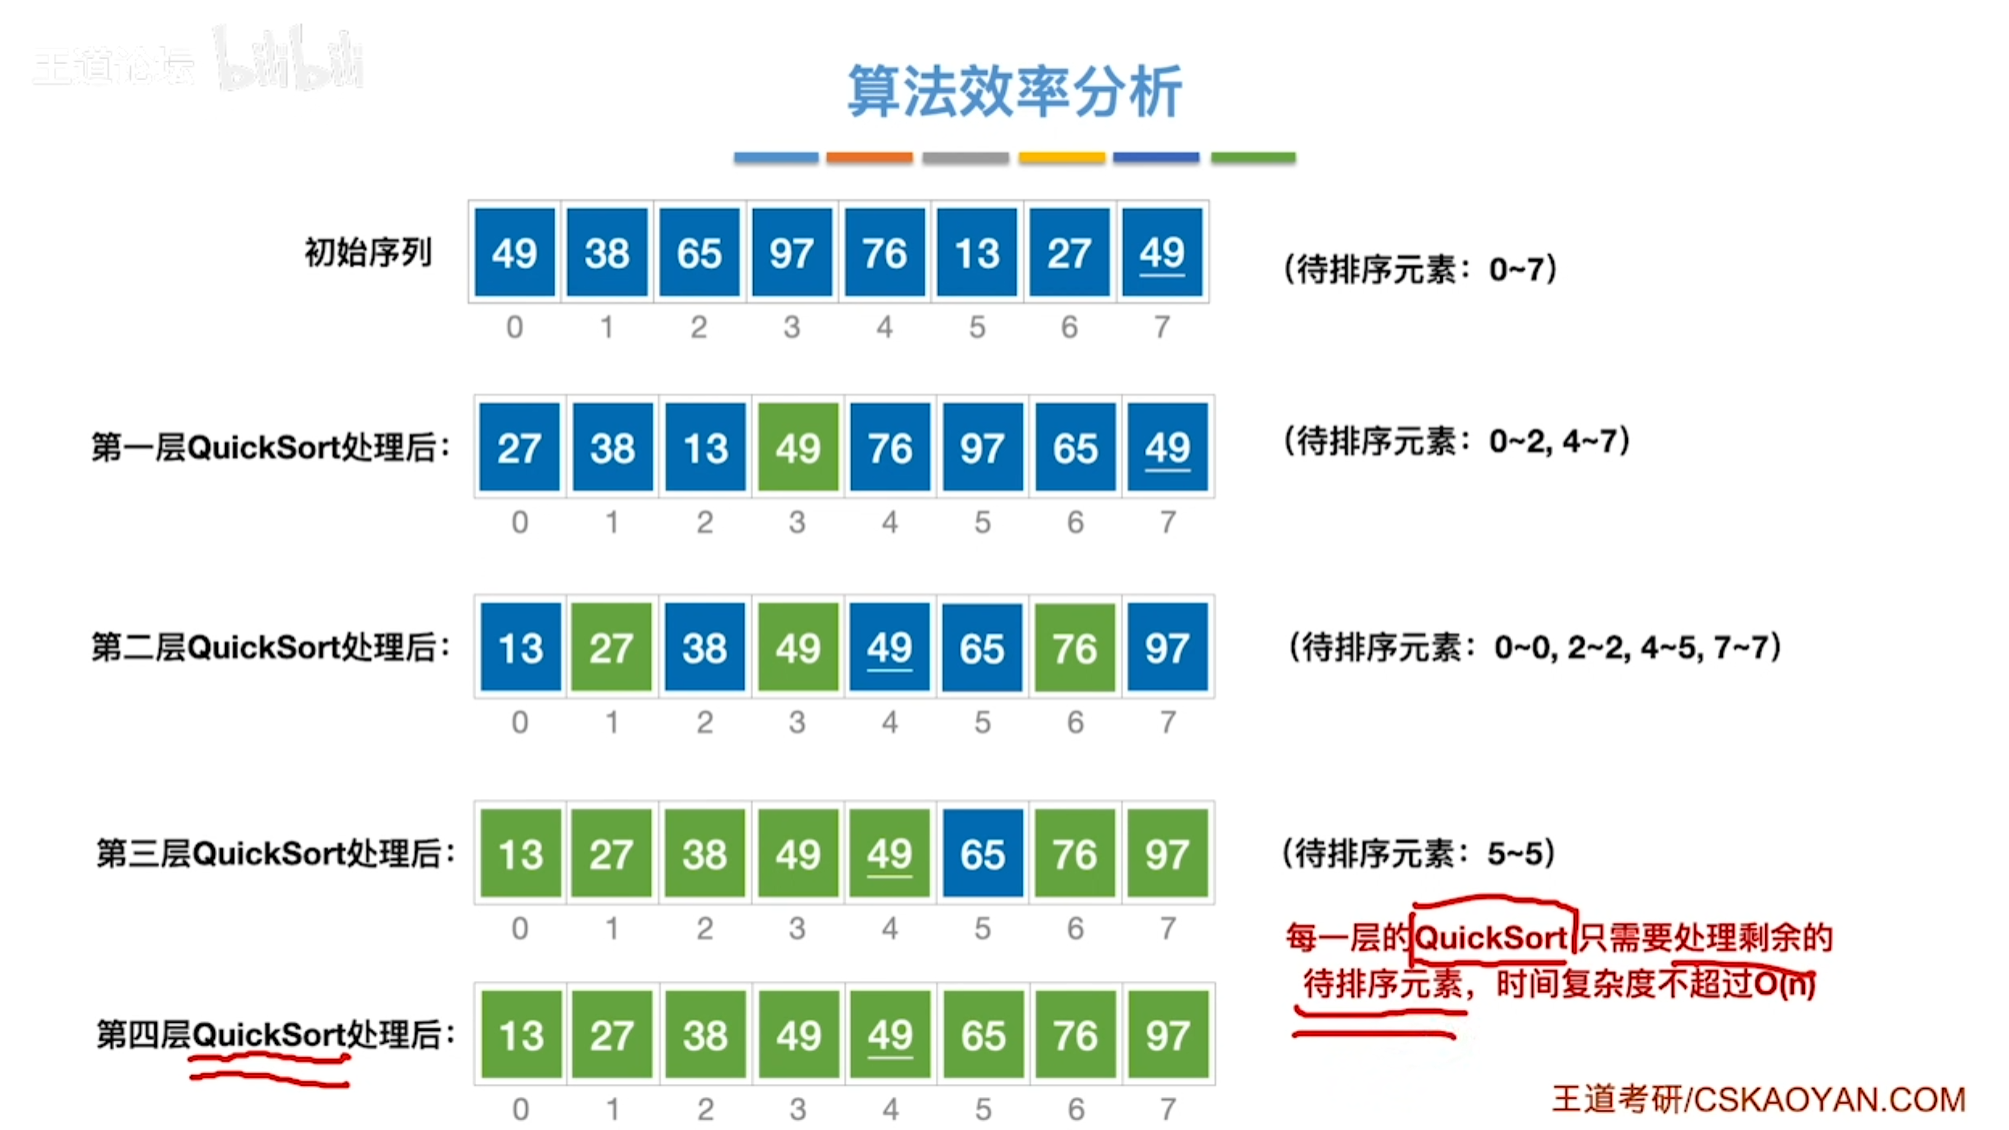 王道论坛 bilibili
算法效率分析
初始序列 49 38 65 97 76 13 27 49 (待排序元素：0~7)
0 1 2 3 4 5 6 7
第一层QuickSort处理后： 27 38 13 49 76 97 65 49 (待排序元素：0~2, 4~7)
0 1 2 3 4 5 6 7
第二层QuickSort处理后： 13 27 38 49 49 65 76 97 (待排序元素：0~0, 2~2, 4~5, 7~7)
0 1 2 3 4 5 6 7
第三层QuickSort处理后： 13 27 38 49 49 65 76 97 (待排序元素：5~5)
0 1 2 3 4 5 6 7
每一层的QuickSort只需要处理剩余的
待排序元素，时间复杂度不超过O(n)
第四层QuickSort处理后： 13 27 38 49 49 65 76 97
0 1 2 3 4 5 6 7
王道考研/CSKAOYAN.COM